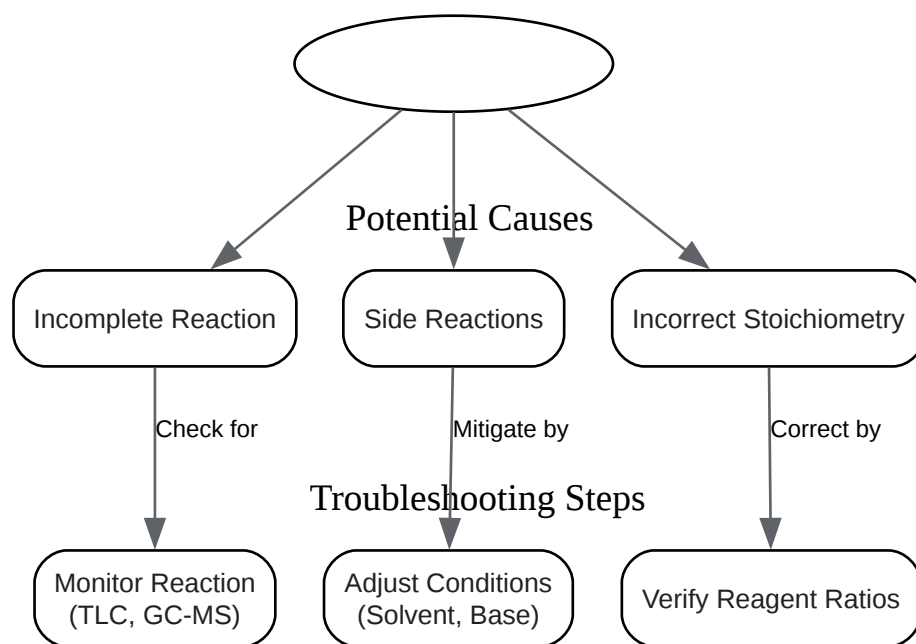 Potential Causes
Incomplete Reaction
Side Reactions
Incorrect Stoichiometry
Check for
Mitigate by
Correct by
Troubleshooting Steps
Monitor Reaction
(TLC, GC-MS)
Adjust Conditions
(Solvent, Base)
Verify Reagent Ratios